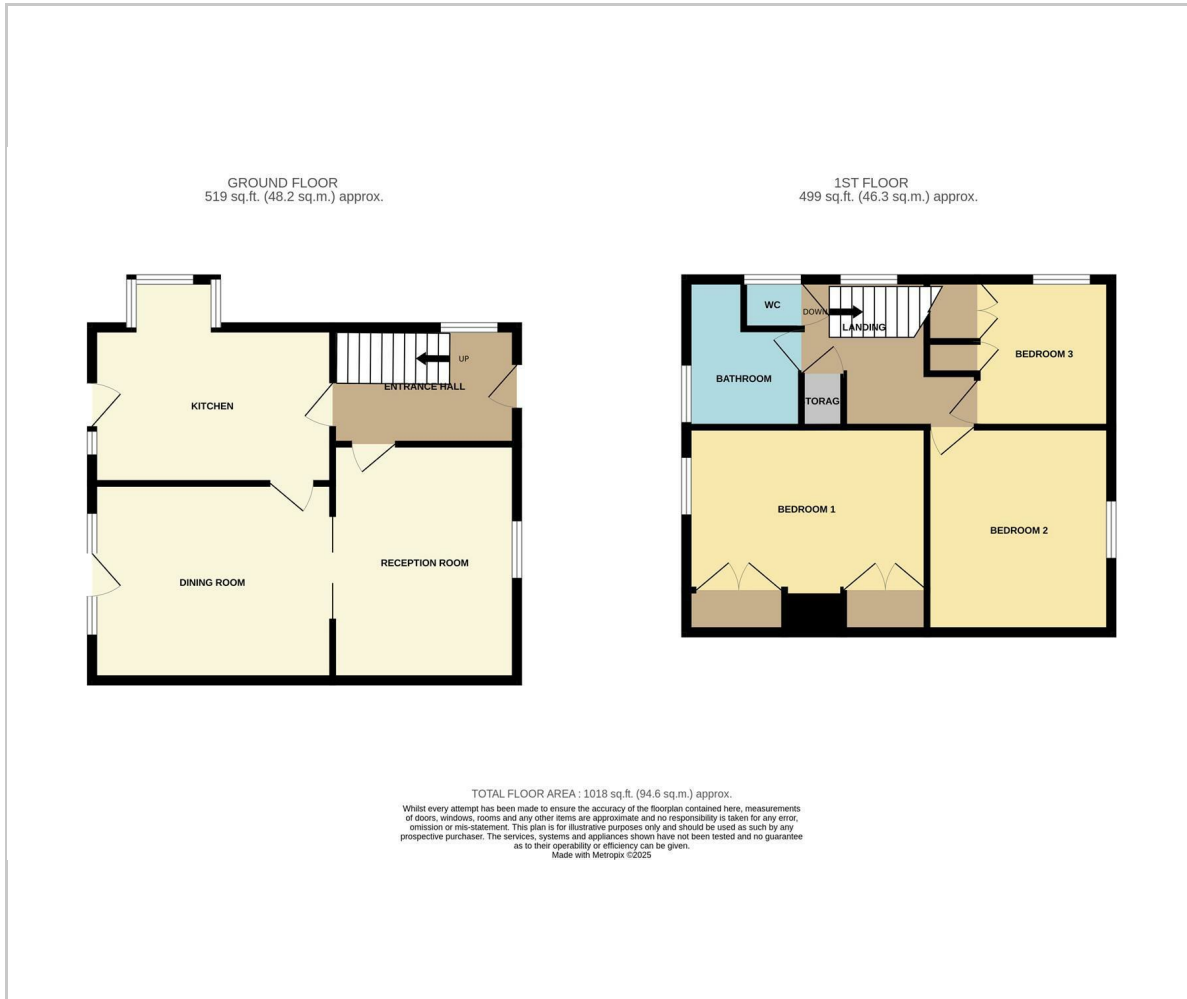 GROUND FLOOR
519 sq.ft. (48.2 sq.m.) approx.
KITCHEN
UP
ENTRANCE HALL
DINING ROOM
RECEPTION ROOM
1ST FLOOR
499 sq.ft. (46.3 sq.m.) approx.
WC
DOWN
LANDING
BATHROOM
TORAG
BEDROOM 3
BEDROOM 1
BEDROOM 2
TOTAL FLOOR AREA : 1018 sq.ft. (94.6 sq.m.) approx.
Whilst every attempt has been made to ensure the accuracy of the floorplan contained here, measurements
of doors, windows, rooms and any other items are approximate and no responsibility is taken for any error,
omission or mis-statement. This plan is for illustrative purposes only and should be used as such by any
prospective purchaser. The services, systems and appliances shown have not been tested and no guarantee
as to their operability or efficiency can be given.
Made with Metropix ©2025